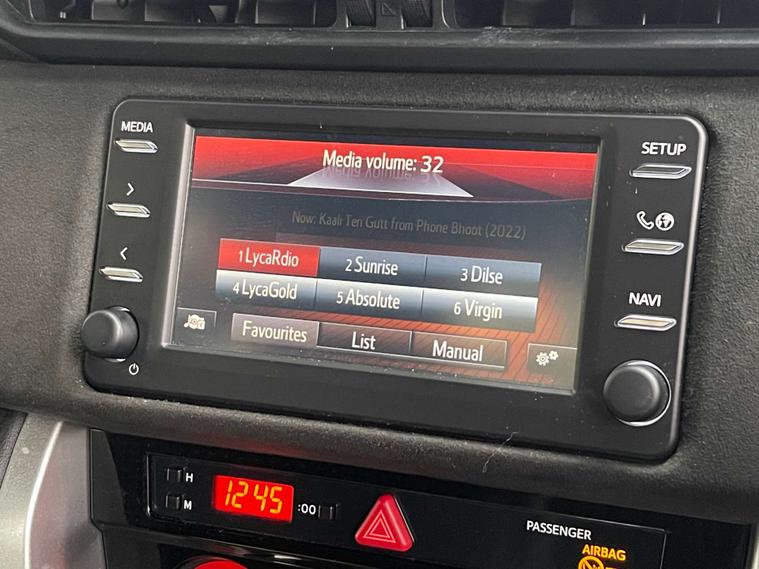 MEDIA
SETUP
NAVI
Media volume: 32
Now: Kaali Ten Gutt from Phone Bhoot (2022)
1 LycaRdio
2 Sunrise
3 Dilse
4 LycaGold
5 Absolute
6 Virgin
Favourites
List
Manual
H
M
12:45
:00
PASSENGER
AIRBAG